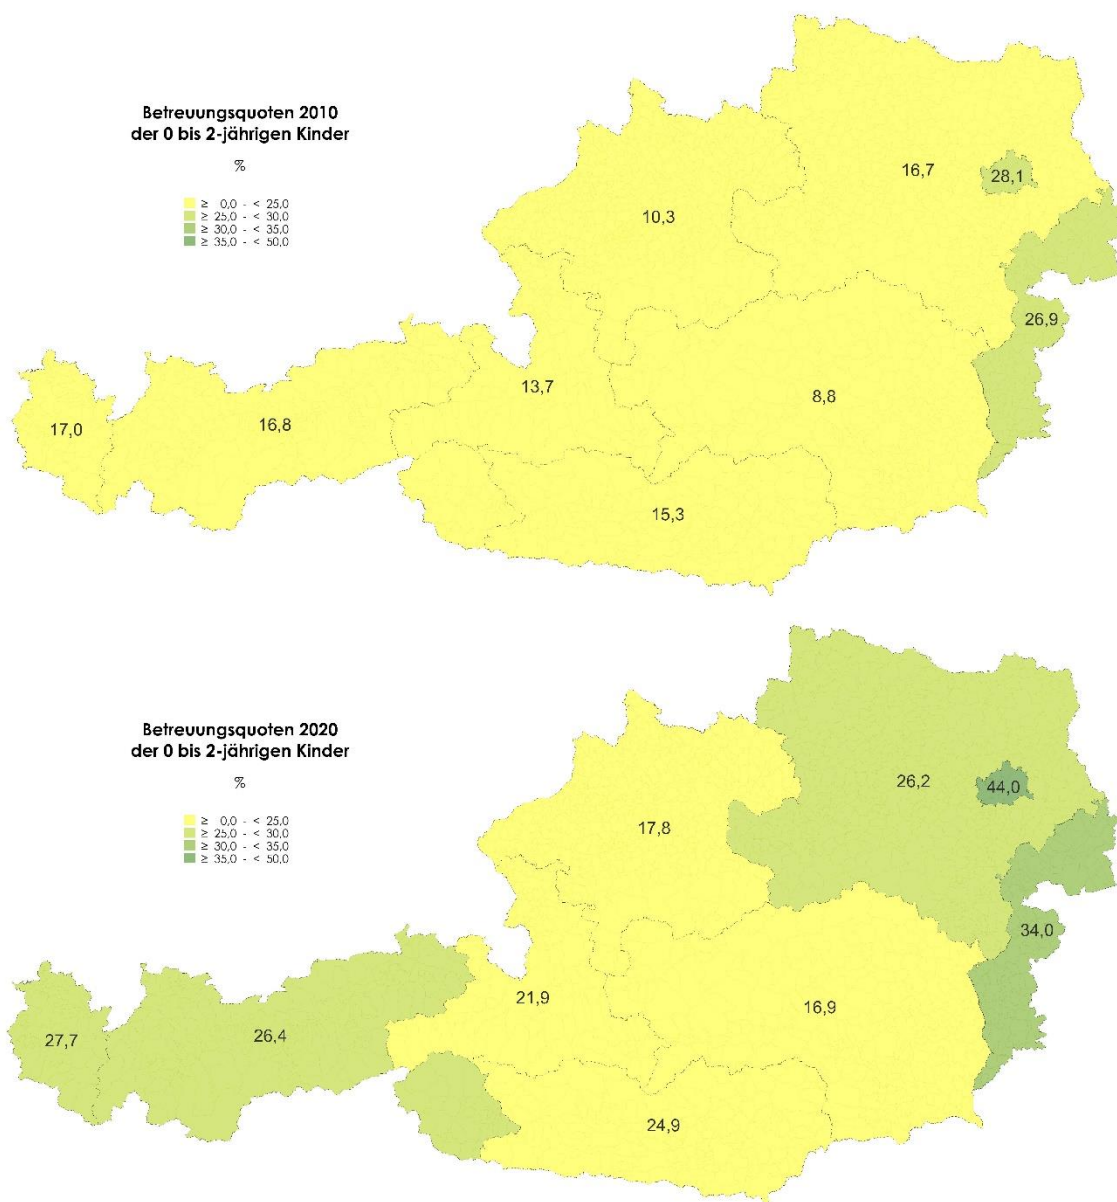 Betreuungsquoten 2010
der 0 bis 2-jährigen Kinder
%
≥ 0,0 - < 25,0
≥ 25,0 - < 30,0
≥ 30,0 - < 35,0
≥ 35,0 - < 50,0
16,7
28,1
10,3
26,9
13,7
8,8
17,0
16,8
15,3
Betreuungsquoten 2020
der 0 bis 2-jährigen Kinder
%
≥ 0,0 - < 25,0
≥ 25,0 - < 30,0
≥ 30,0 - < 35,0
≥ 35,0 - < 50,0
26,2
44,0
17,8
34,0
21,9
16,9
27,7
26,4
24,9